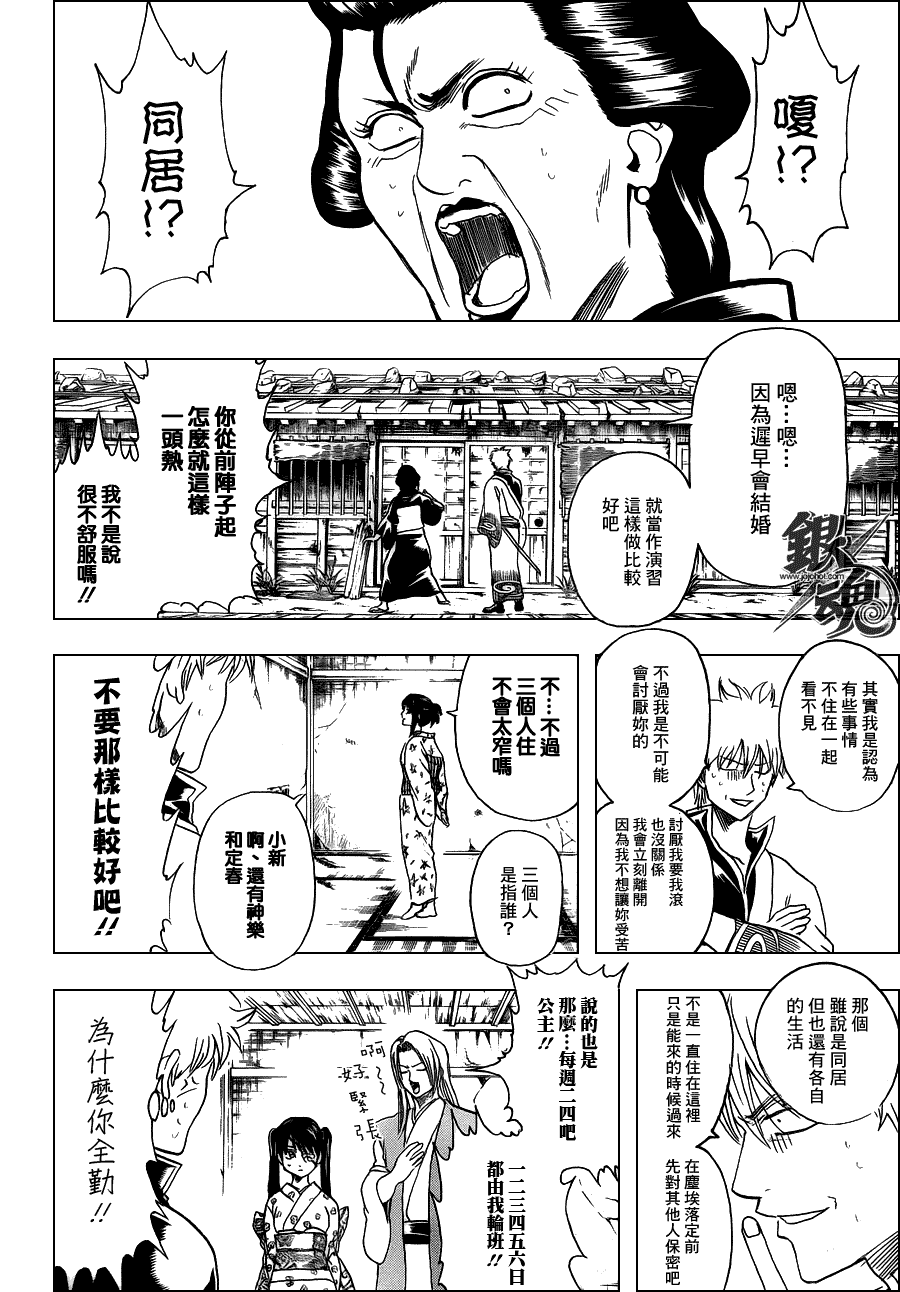 嗄!?
同居!?
嗯…嗯…
因為遲早會結婚
就當作演習
這樣做比較
好吧
你從前陣子起
怎麼就這樣
一頭熱
我不是說
很不舒服嗎!!
銀魂
www.jojohot.com
其實我是認為
有些事情
不住在一起
看不見
不過我是不可能
會討厭妳的
討厭我要我滾
也沒關係
我會立刻離開
因為我不想讓妳受苦
不…不過
三個人住
不會太窄嗎
三個人
是指誰?
小新
啊、還有神樂
和定春
不要那樣比較好吧!!
那個
雖說是同居
但也還有各自
的生活
不是一直住在這裡
只是能來的時候過來
在塵埃落定前
先對其他人保密吧
說的也是
那麼…每週二四吧
公主!!
一二三四五六日
都由我輪班!!
啊—
好緊張
為什麼你全勤!!